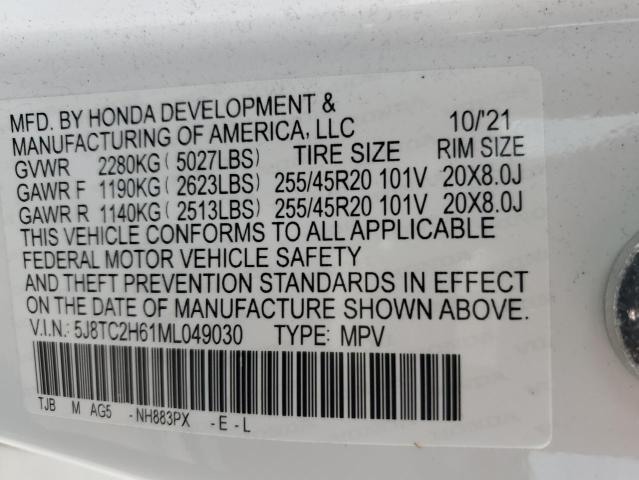 MFD. BY HONDA DEVELOPMENT &
MANUFACTURING OF AMERICA, LLC 10/'21
GVWR 2280KG ( 5027LBS) TIRE SIZE RIM SIZE
GAWR F 1190KG ( 2623LBS) 255/45R20 101V 20X8.0J
GAWR R 1140KG ( 2513LBS) 255/45R20 101V 20X8.0J
THIS VEHICLE CONFORMS TO ALL APPLICABLE
FEDERAL MOTOR VEHICLE SAFETY
AND THEFT PREVENTION STANDARDS IN EFFECT
ON THE DATE OF MANUFACTURE SHOWN ABOVE.
V.I.N.: 5J8TC2H61ML049030 TYPE: MPV
TJB M AG5 -NH883PX -E-L